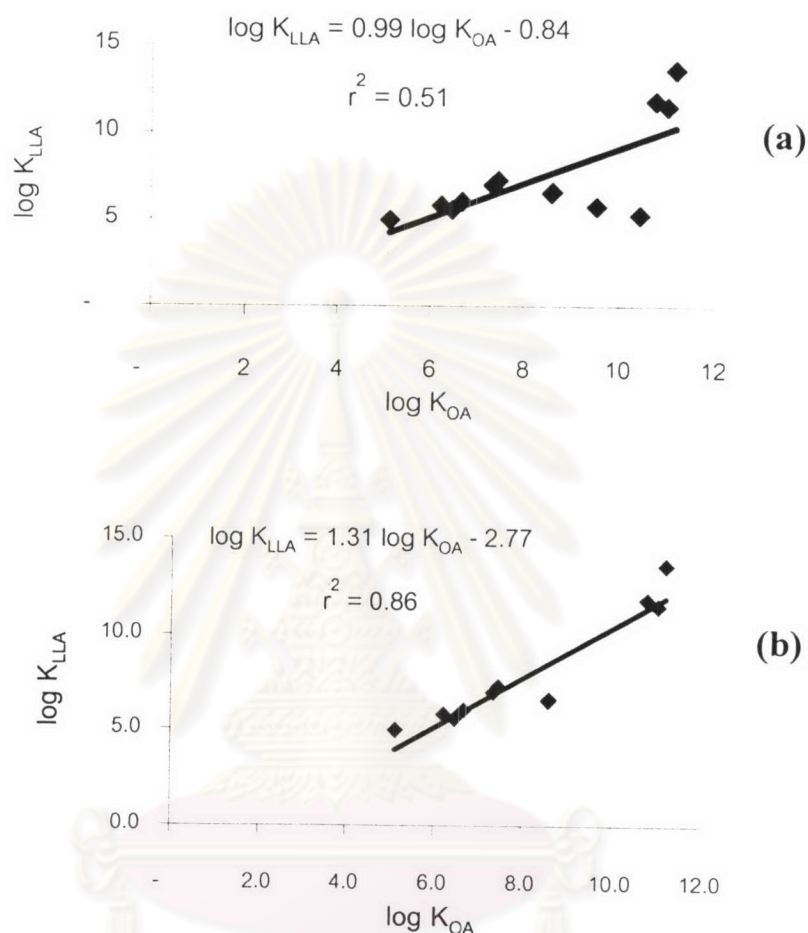 log K_LLA = 0.99 log K_OA - 0.84
r² = 0.51
15
10
5
-
log K_LLA
- 2 4 6 8 10 12
log K_OA
(a)
log K_LLA = 1.31 log K_OA - 2.77
r² = 0.86
15.0
10.0
5.0
0.0
log K_LLA
- 2.0 4.0 6.0 8.0 10.0 12.0
log K_OA
(b)